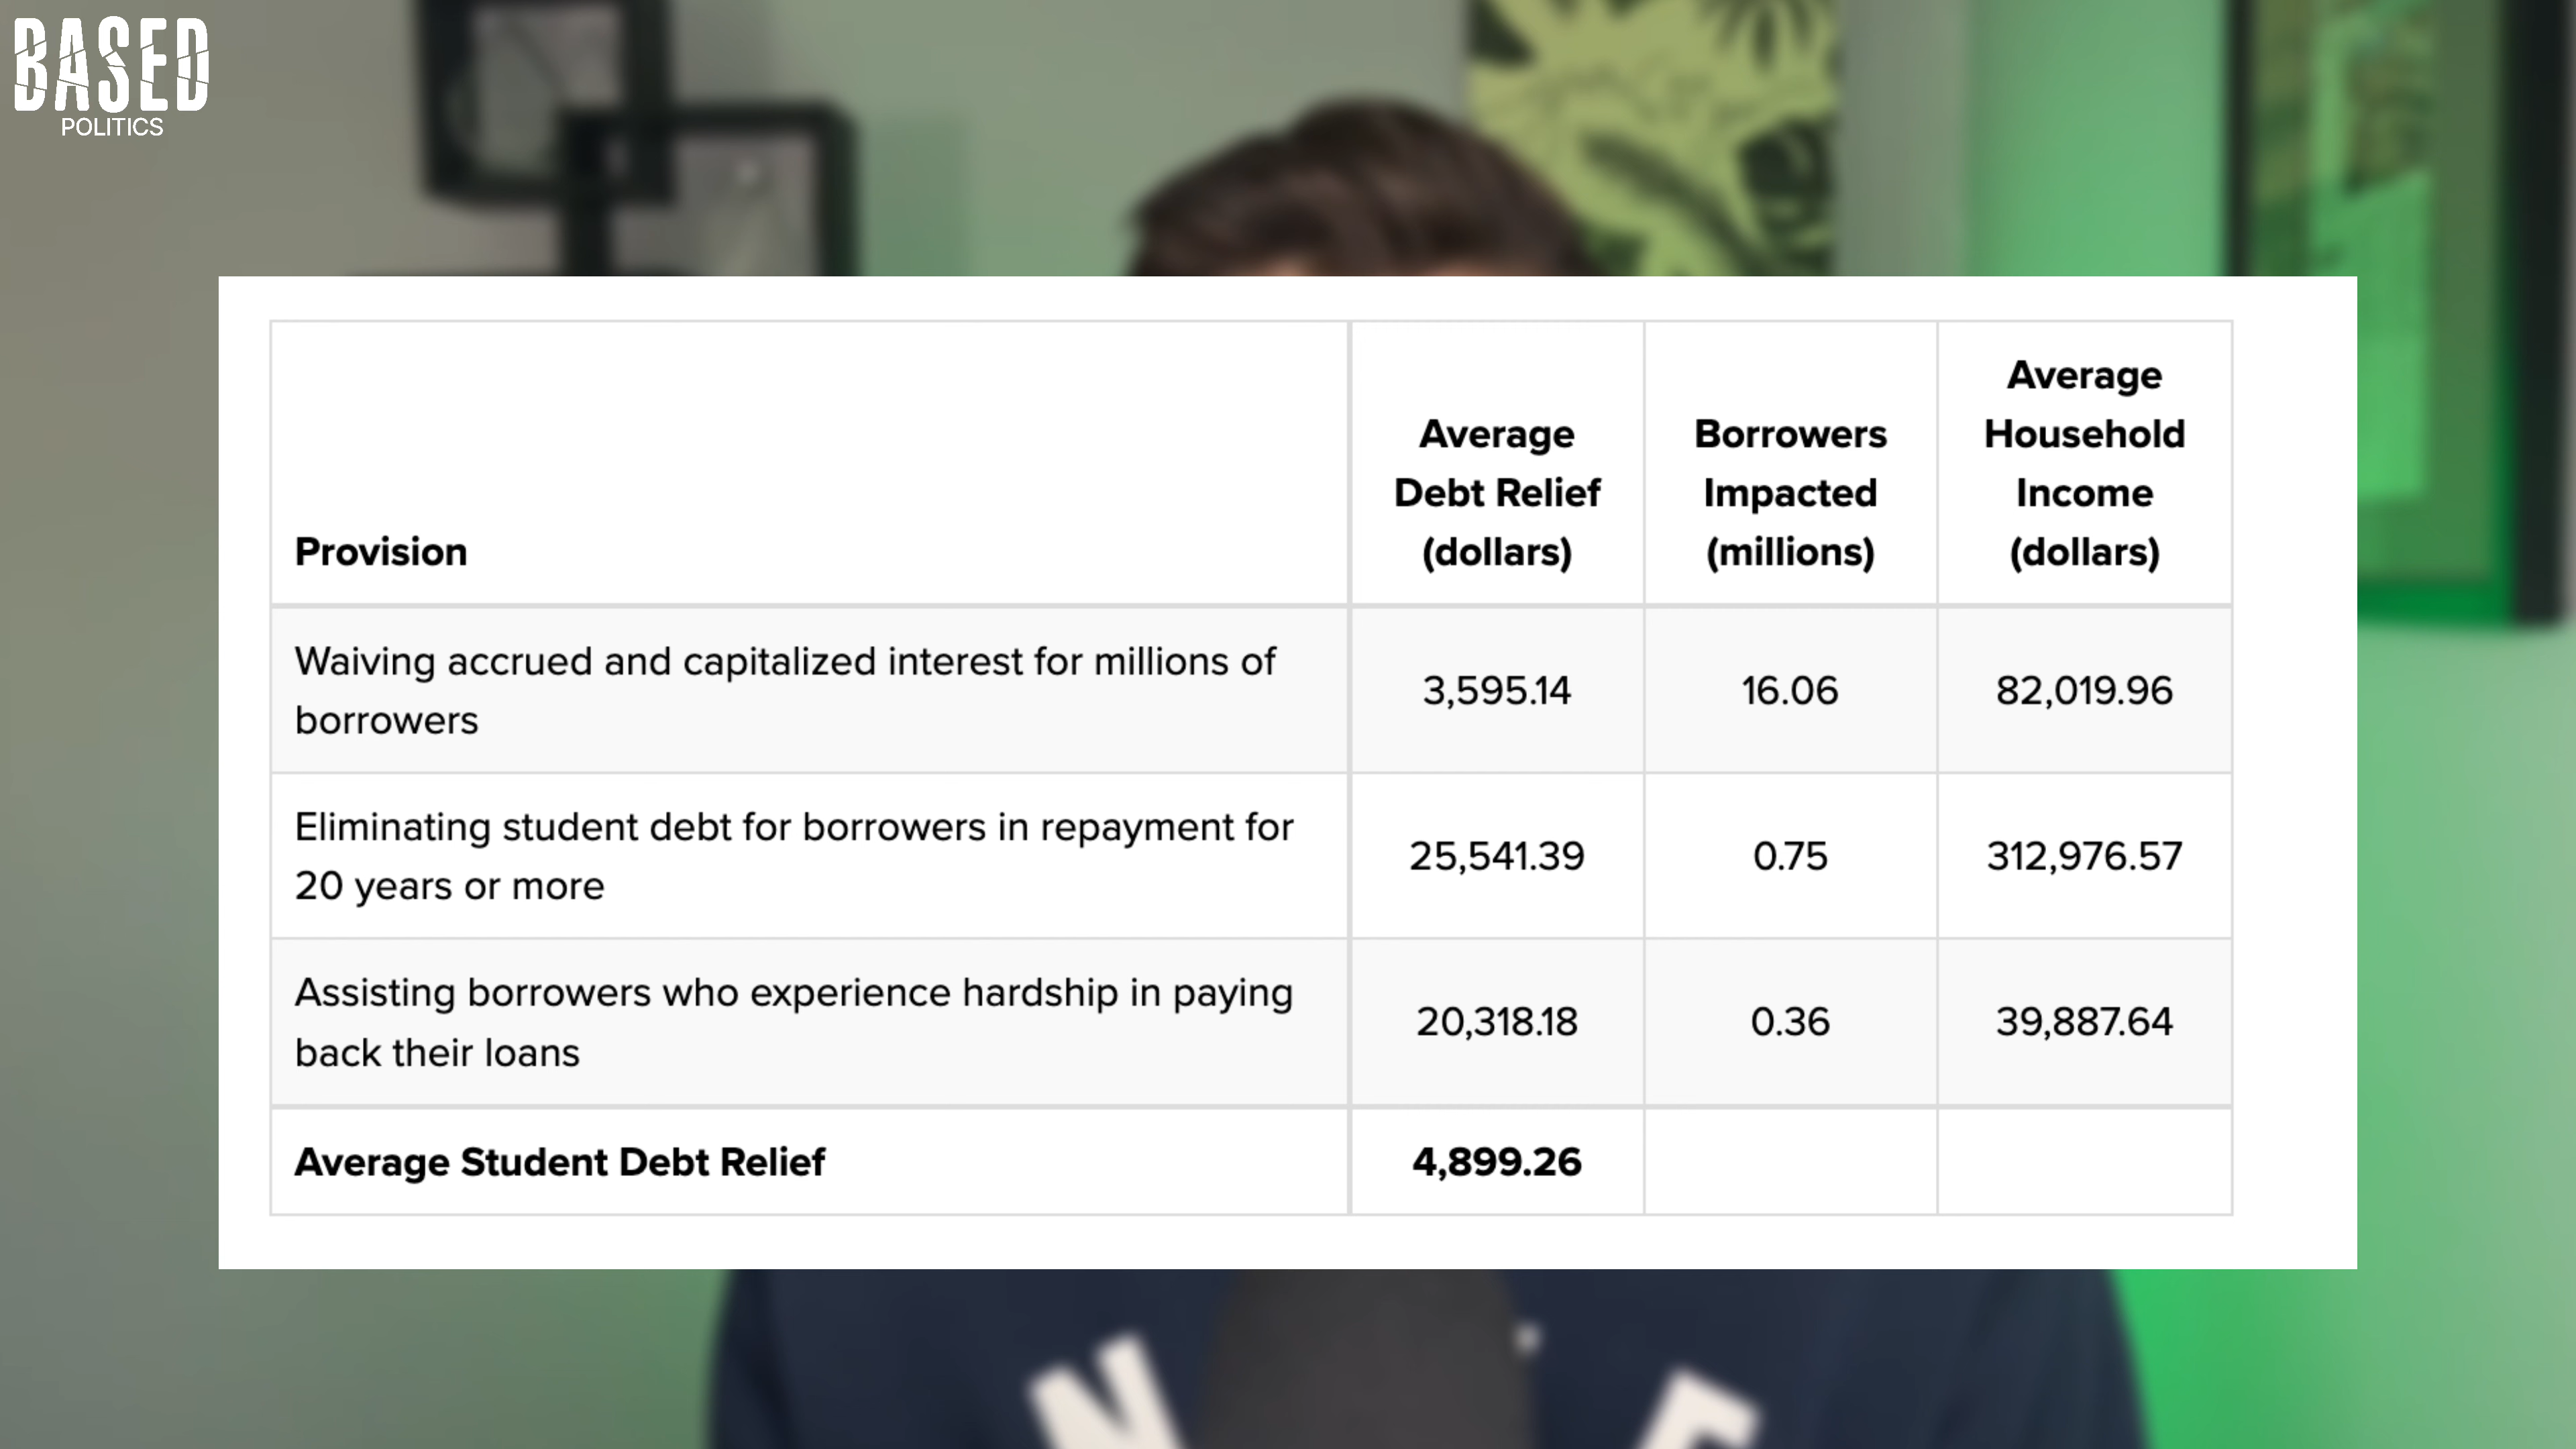 BASED
POLITICS
Provision
Average
Debt Relief
(dollars)
Borrowers
Impacted
(millions)
Average
Household
Income
(dollars)
Waiving accrued and capitalized interest for millions of
borrowers
3,595.14
16.06
82,019.96
Eliminating student debt for borrowers in repayment for
20 years or more
25,541.39
0.75
312,976.57
Assisting borrowers who experience hardship in paying
back their loans
20,318.18
0.36
39,887.64
Average Student Debt Relief
4,899.26